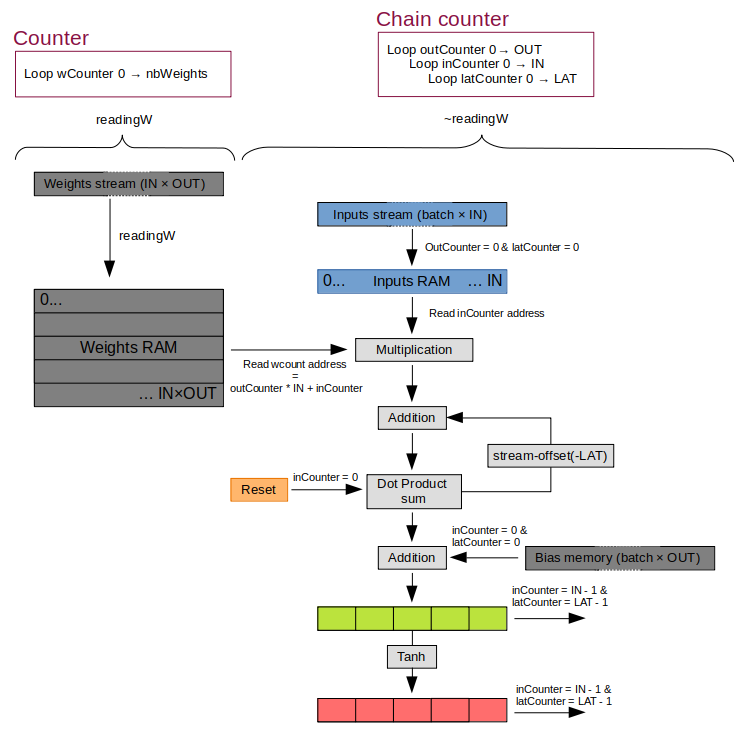 Chain counter
Counter
Loop outCounter 0→ OUT
Loop inCounter 0 → IN
Loop latCounter 0 → LAT
Loop wCounter 0 → nbWeights
readingW
~readingW
Weights stream (IN × OUT)
Inputs stream (batch × IN)
readingW
OutCounter = 0 & latCounter = 0
0... Inputs RAM ... IN
0...
Read inCounter address
Weights RAM
Multiplication
Read wcount address
=
outCounter * IN + inCounter
... IN×OUT
Addition
stream-offset(-LAT)
inCounter = 0
Reset
Dot Product
sum
inCounter = 0 &
latCounter = 0
Addition
Bias memory (batch × OUT)
inCounter = IN - 1 &
latCounter = LAT - 1
Tanh
inCounter = IN - 1 &
latCounter = LAT - 1